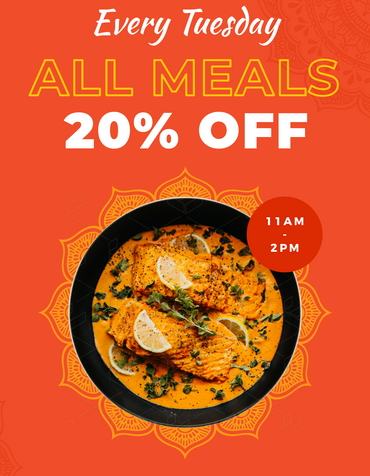 Every Tuesday
ALL MEALS
20% OFF
11AM
-
2PM